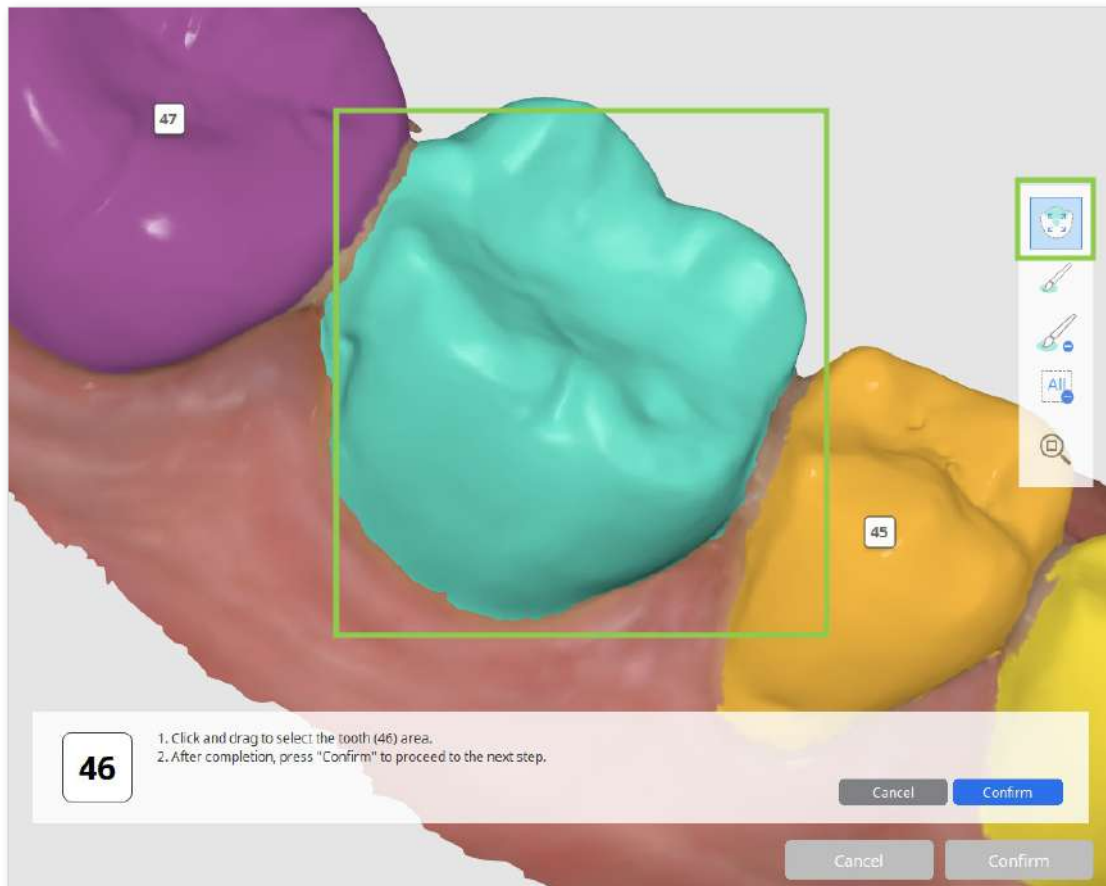 47
All
45
46
1. Click and drag to select the tooth (46) area.
2. After completion, press "Confirm" to proceed to the next step.
Cancel Confirm
Cancel Confirm